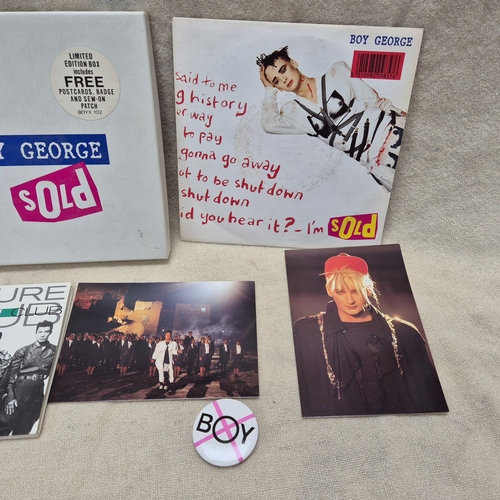 LIMITED
EDITION BOX
includes
FREE
POSTCARDS, BADGE
AND SEW-ON
PATCH
BOYX 102
Y GEORGE
SOld
BOY GEORGE
said to me
g history
er way
to pay
gonna go away
ut to be shut down
shut down
id you hear it? - I'm SOld
URE
CLUB
BOY